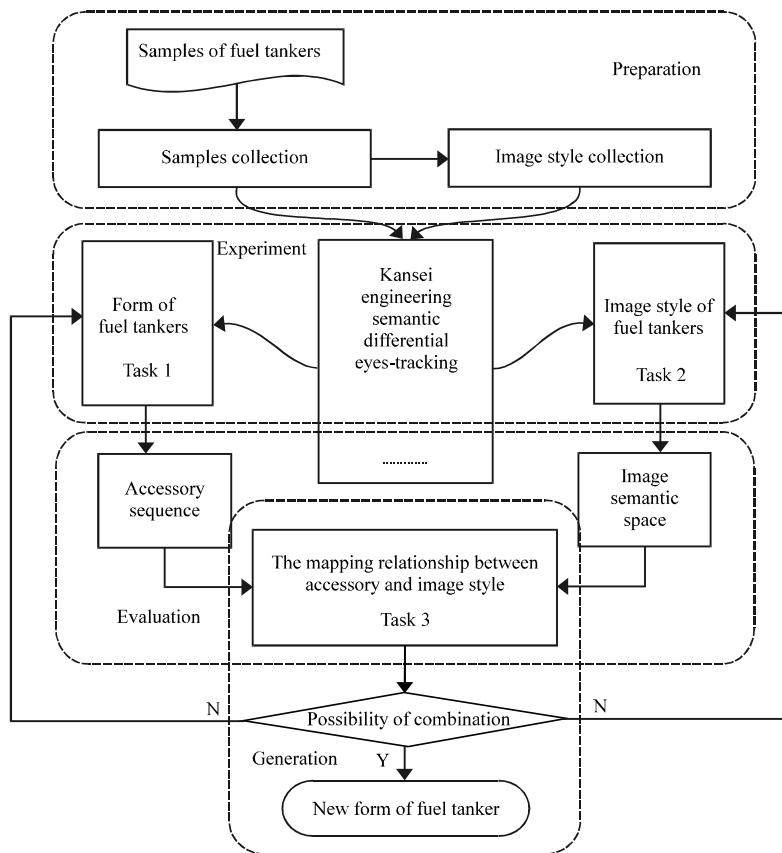 Samples of fuel tankers
Preparation
Samples collection
Image style collection
Experiment
Form of
fuel tankers
Task 1
Kansei
engineering
semantic
differential
eyes-tracking
............
Image style of
fuel tankers
Task 2
Accessory
sequence
Image
semantic
space
The mapping relationship between
accessory and image style
Task 3
Evaluation
N
Possibility of combination
N
Generation
Y
New form of fuel tanker